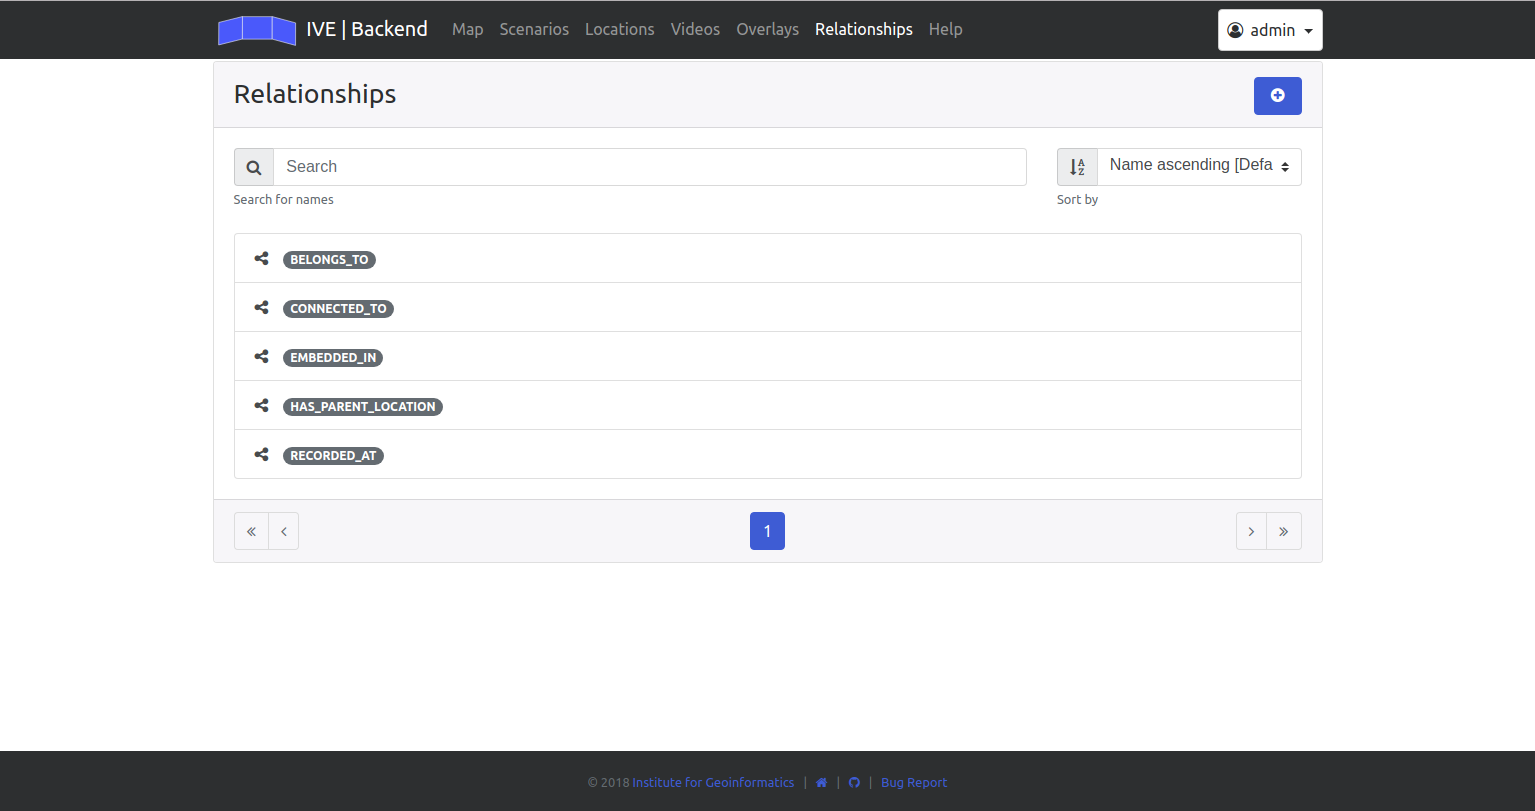 IVE | Backend Map Scenarios Locations Videos Overlays Relationships Help admin
Relationships
Search Name ascending [Defa
Search for names Sort by
BELONGS_TO
CONNECTED_TO
EMBEDDED_IN
HAS_PARENT_LOCATION
RECORDED_AT
« ‹ 1 › »
© 2018 Institute for Geoinformatics | | | Bug Report